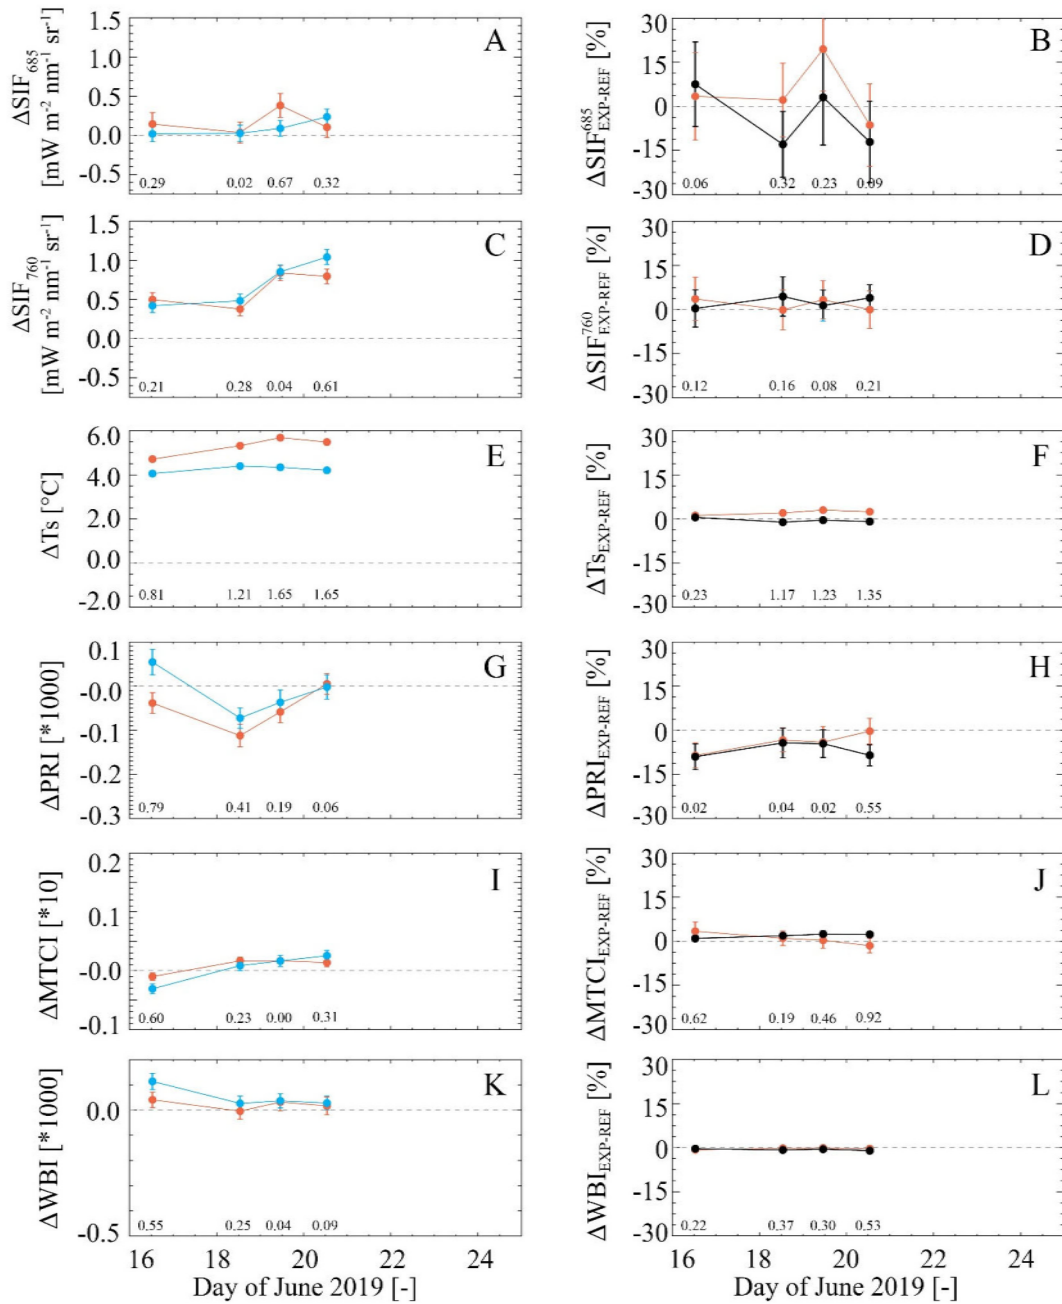 1.5
1.0
0.5
0.0
-0.5
ΔSIF685
[mW m-2 nm-1 sr-1]
A
0.29 0.02 0.67 0.32
30
15
0
-15
-30
ΔSIF685EXP-REF [%]
B
0.06 0.32 0.23 0.09
1.5
1.0
0.5
0.0
-0.5
ΔSIF760
[mW m-2 nm-1 sr-1]
C
0.21 0.28 0.04 0.61
30
15
0
-15
-30
ΔSIF760EXP-REF [%]
D
0.12 0.16 0.08 0.21
6.0
4.0
2.0
0.0
-2.0
ΔTs [°C]
E
0.81 1.21 1.65 1.65
30
15
0
-15
-30
ΔTsEXP-REF [%]
F
0.23 1.17 1.23 1.35
0.1
-0.0
-0.1
-0.2
-0.3
ΔPRI [*1000]
G
0.79 0.41 0.19 0.06
30
15
0
-15
-30
ΔPRIEXP-REF [%]
H
0.02 0.04 0.02 0.55
0.2
0.1
-0.0
-0.1
ΔMTCI [*10]
I
0.60 0.23 0.00 0.31
30
15
0
-15
-30
ΔMTCIEXP-REF [%]
J
0.62 0.19 0.46 0.92
0.0
-0.5
ΔWBI [*1000]
K
0.55 0.25 0.04 0.09
30
15
0
-15
-30
ΔWBIEXP-REF [%]
L
0.22 0.37 0.30 0.53
16 18 20 22 24
Day of June 2019 [-]
16 18 20 22 24
Day of June 2019 [-]